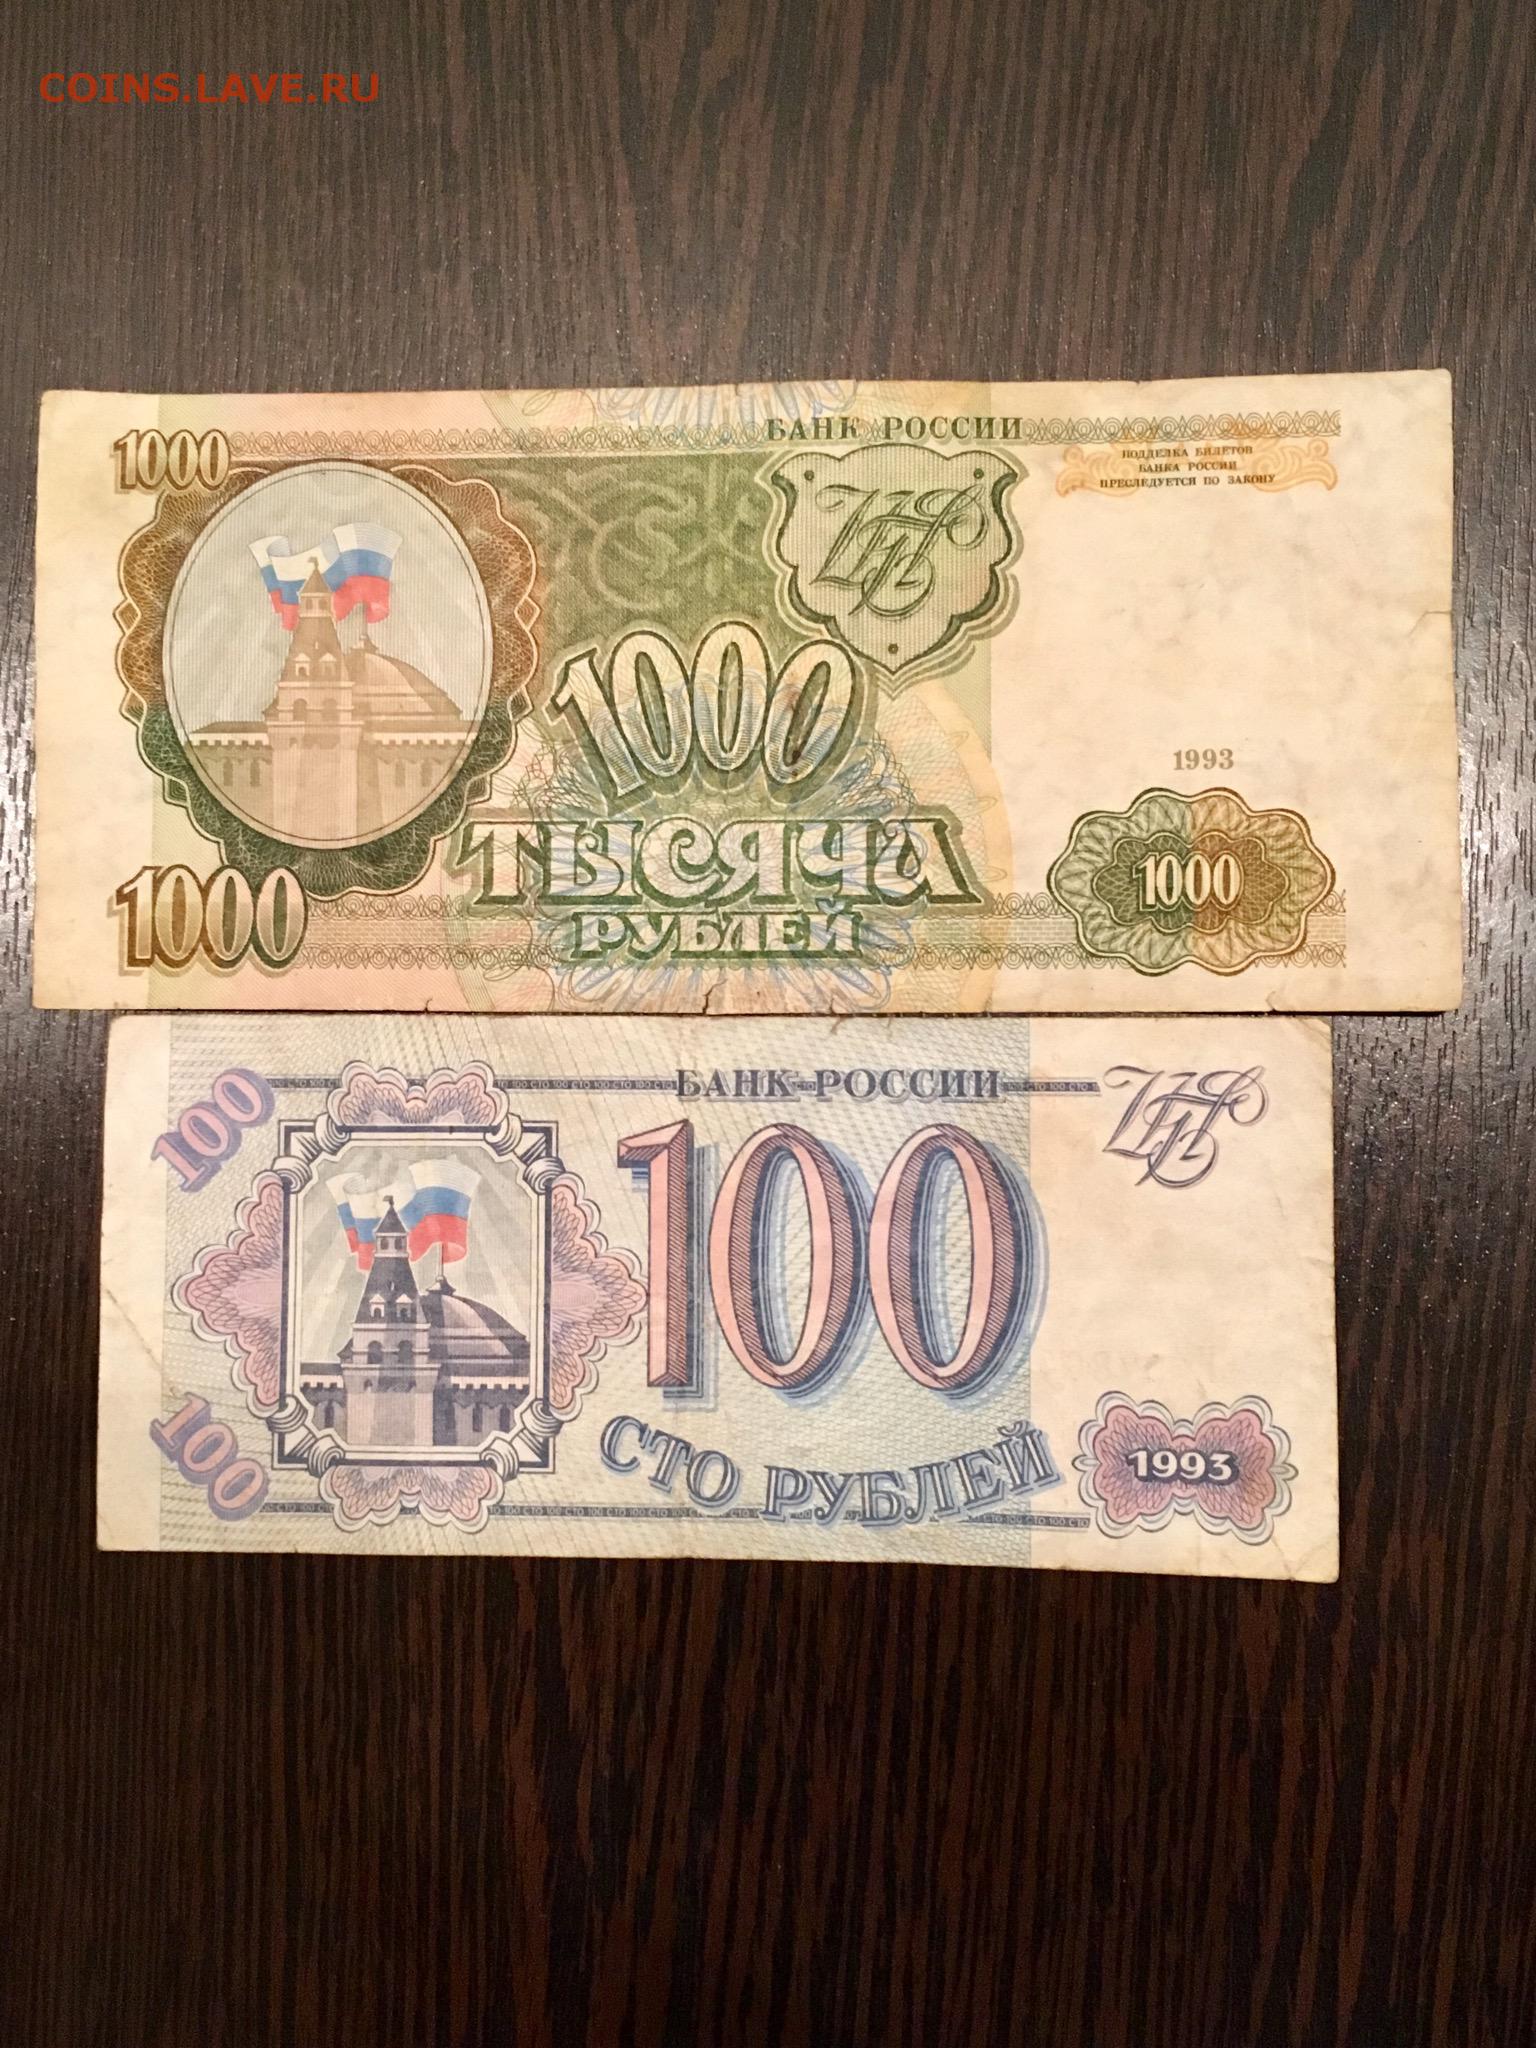 COINS.LAVE.RU
1000
БАНК РОССИИ
ПОДДЕЛКА БИЛЕТОВ
БАНКА РОССИИ
ПРЕСЛЕДУЕТСЯ ПО ЗАКОНУ
1000
1993
1000
ТЫСЯЧА
РУБЛЕЙ
1000
100
БАНК РОССИИ
100
100
СТО РУБЛЕЙ
1993